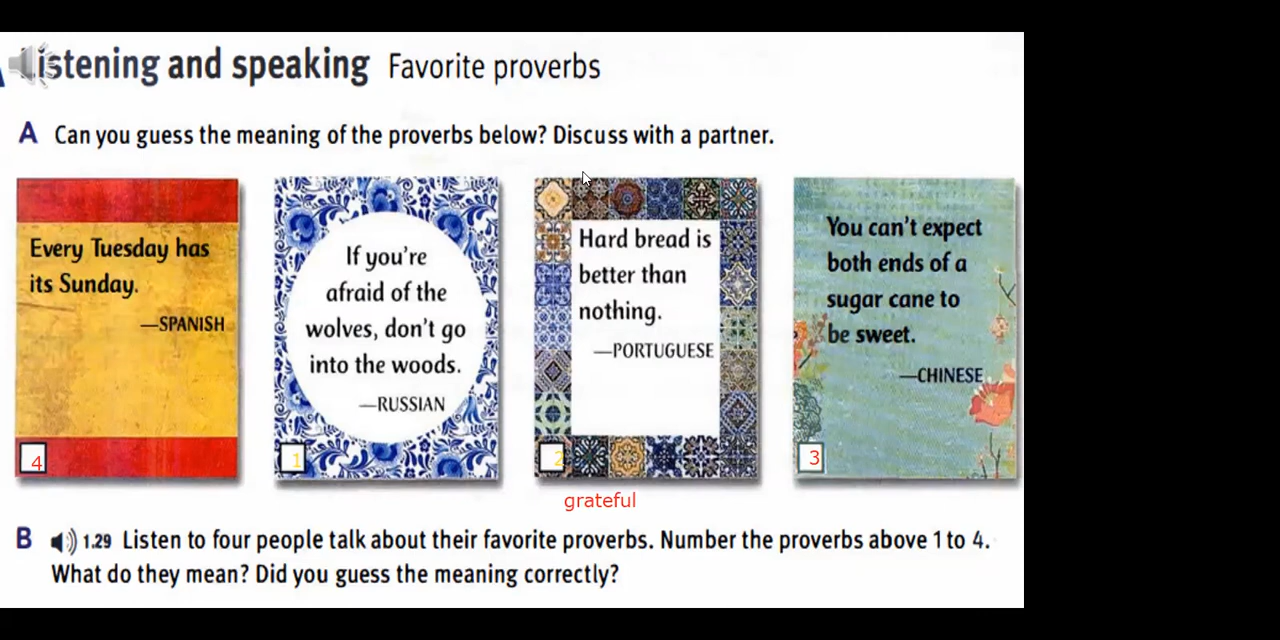 Listening and speaking Favorite proverbs
A Can you guess the meaning of the proverbs below? Discuss with a partner.
Every Tuesday has
its Sunday.
—SPANISH
4
If you're
afraid of the
wolves, don't go
into the woods.
—RUSSIAN
1
Hard bread is
better than
nothing.
—PORTUGUESE
2
grateful
You can't expect
both ends of a
sugar cane to
be sweet.
—CHINESE
3
B 1.29 Listen to four people talk about their favorite proverbs. Number the proverbs above 1 to 4.
What do they mean? Did you guess the meaning correctly?